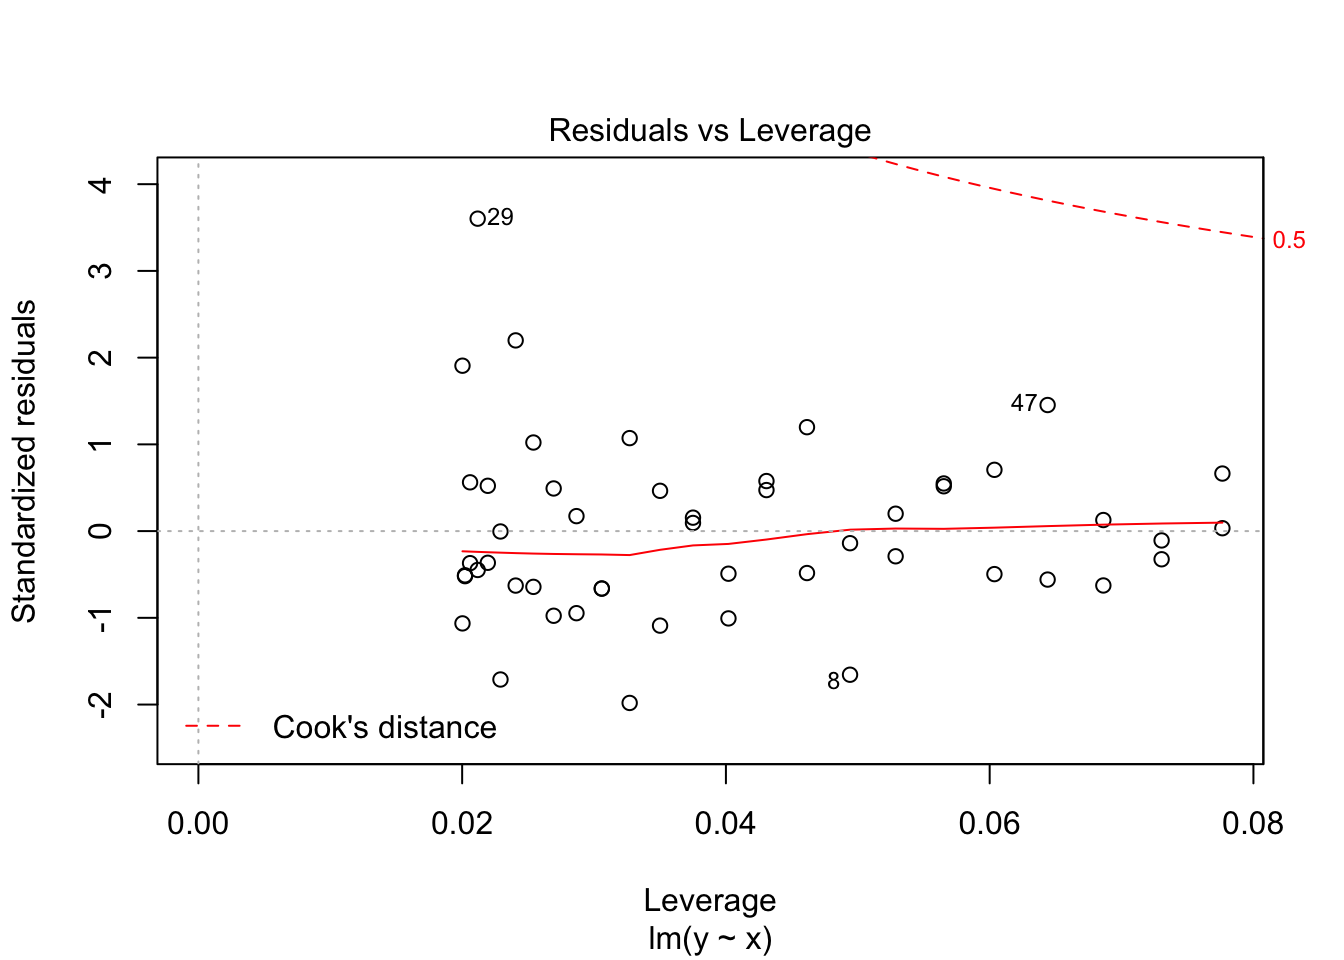 Residuals vs Leverage
Standardized residuals
4
3
2
1
0
-1
-2
29
47
8
0.5
Cook's distance
0.00 0.02 0.04 0.06 0.08
Leverage
lm(y ~ x)